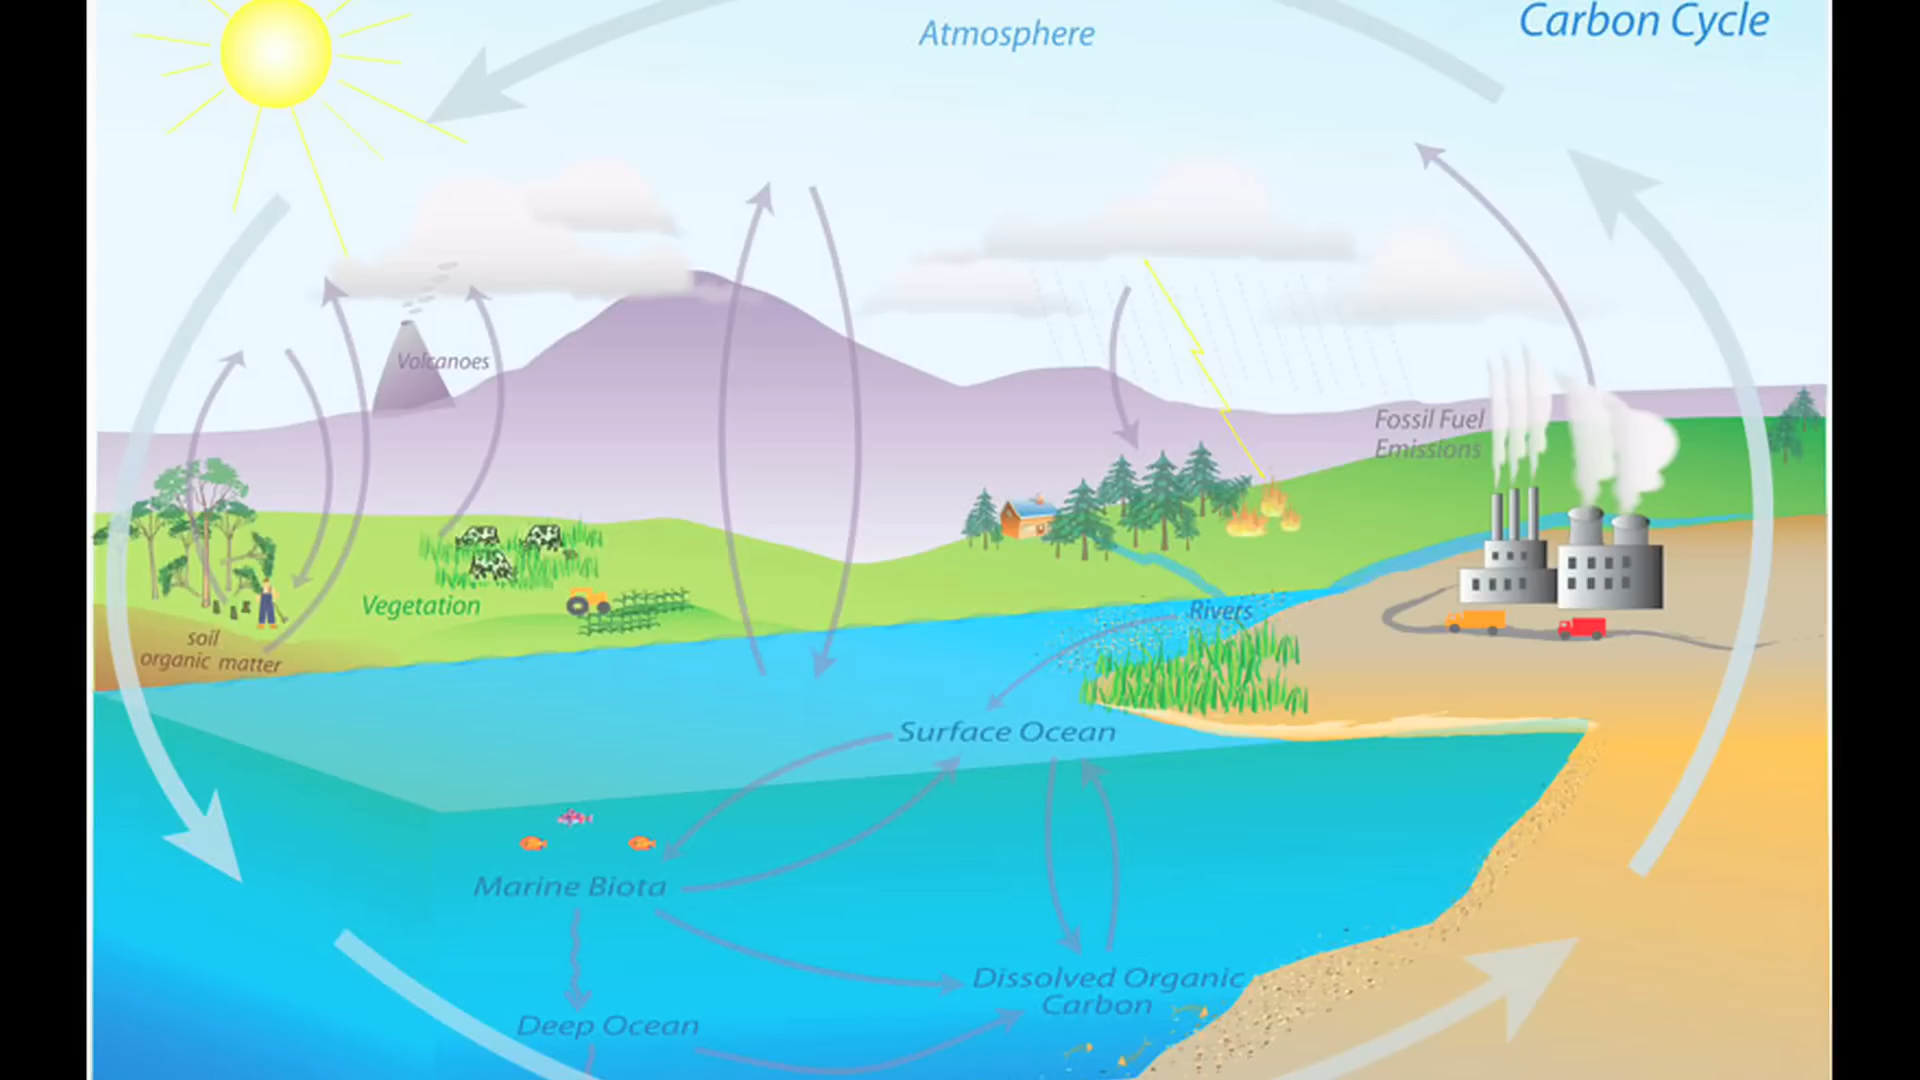 Carbon Cycle
Atmosphere
Volcanoes
Fossil Fuel
Emissions
Vegetation
Rivers
soil
organic matter
Surface Ocean
Marine Biota
Dissolved Organic
Carbon
Deep Ocean